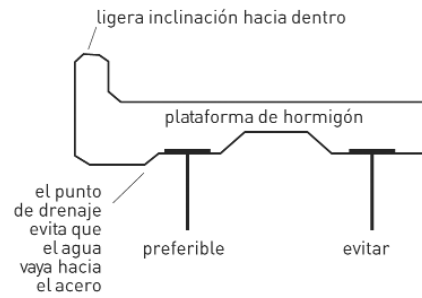 ligera inclinación hacia dentro
plataforma de hormigón
el punto
de drenaje
evita que
el agua
vaya hacia
el acero
preferible
evitar